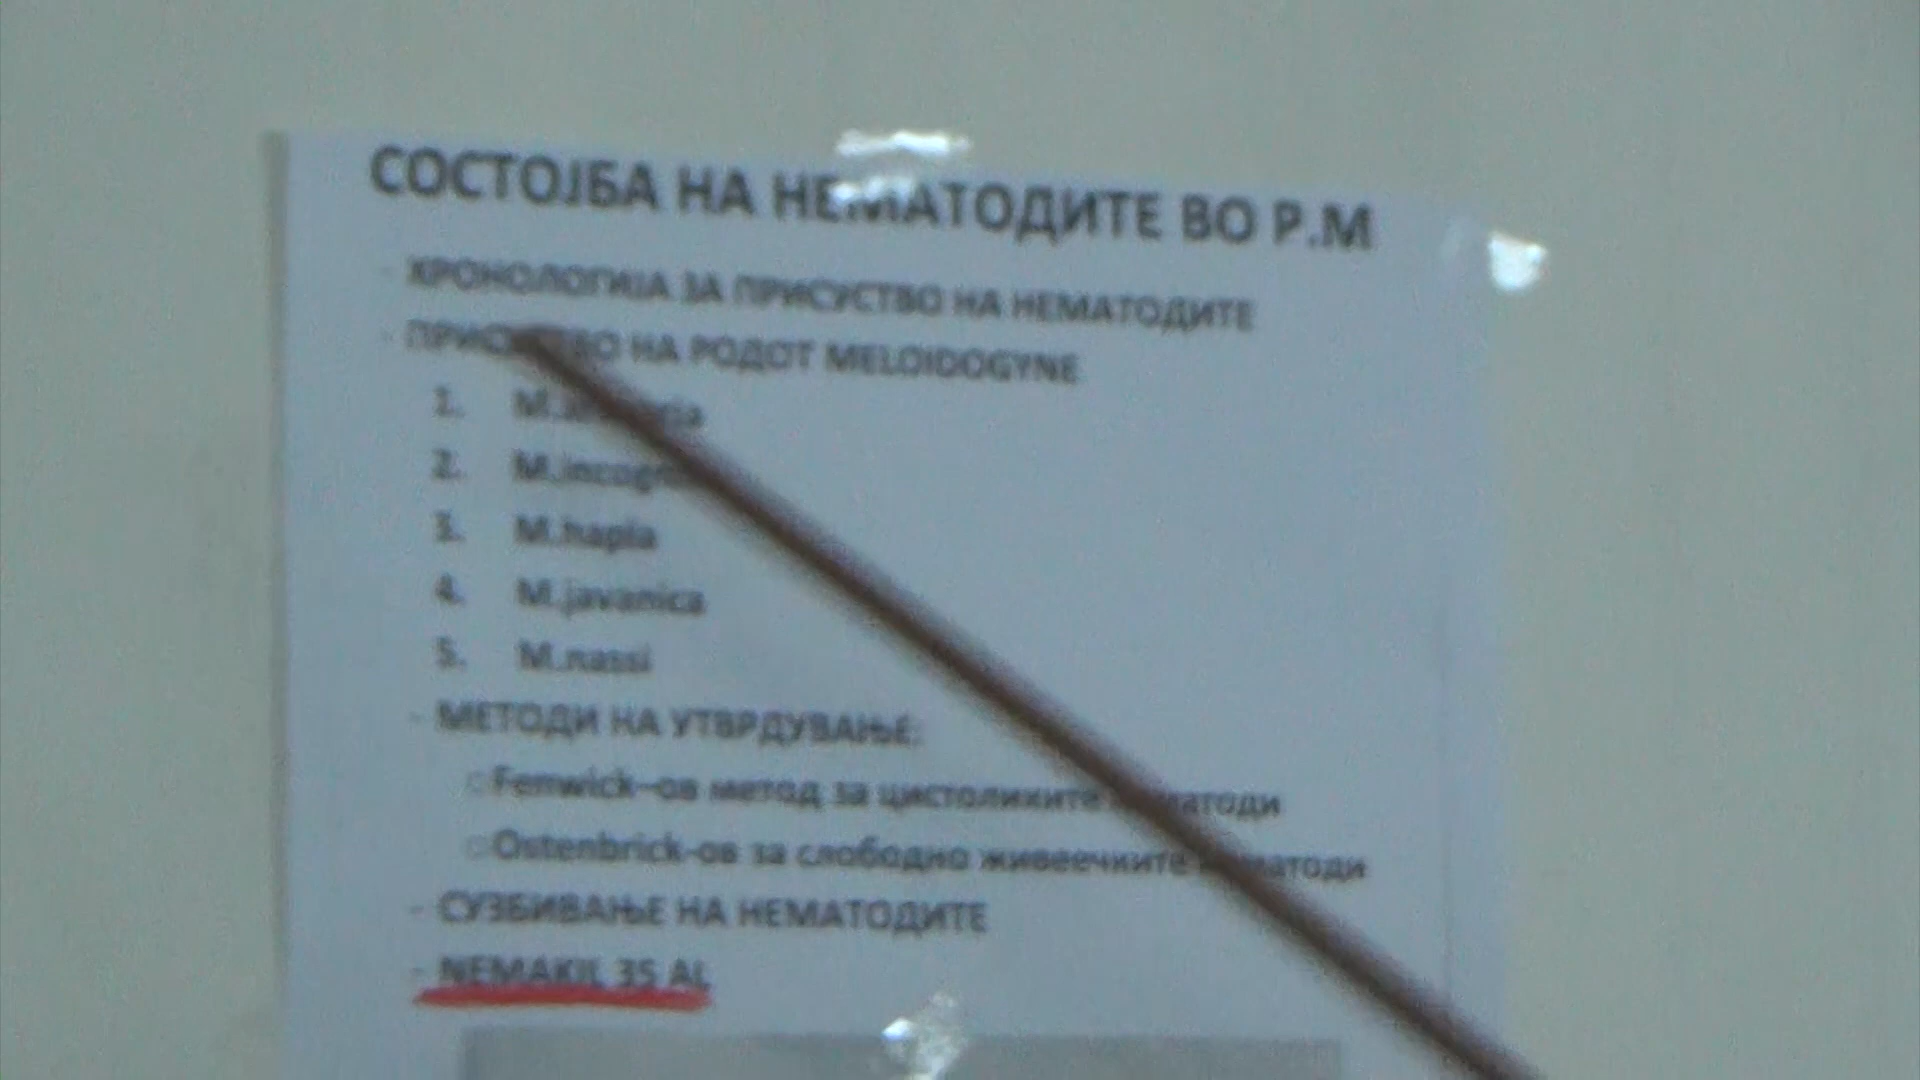 СОСТОЈБА НА НЕМАТОДИТЕ ВО Р.М
- ХРОНОЛОГИЈА ЗА ПРИСУСТВО НА НЕМАТОДИТЕ
- НА РОДОТ MELOIDOGYNE
1.
2.
3. M.hapla
4. M.javanica
5. M.nassi
- МЕТОДИ НА УТВРДУВАЊЕ:
Fenwick-ов метод за цистоликите
Ostenbrick-ов за слободно живеечките
- СУЗБИВАЊЕ НА НЕМАТОДИТЕ
- NEMAKIL 35 AL